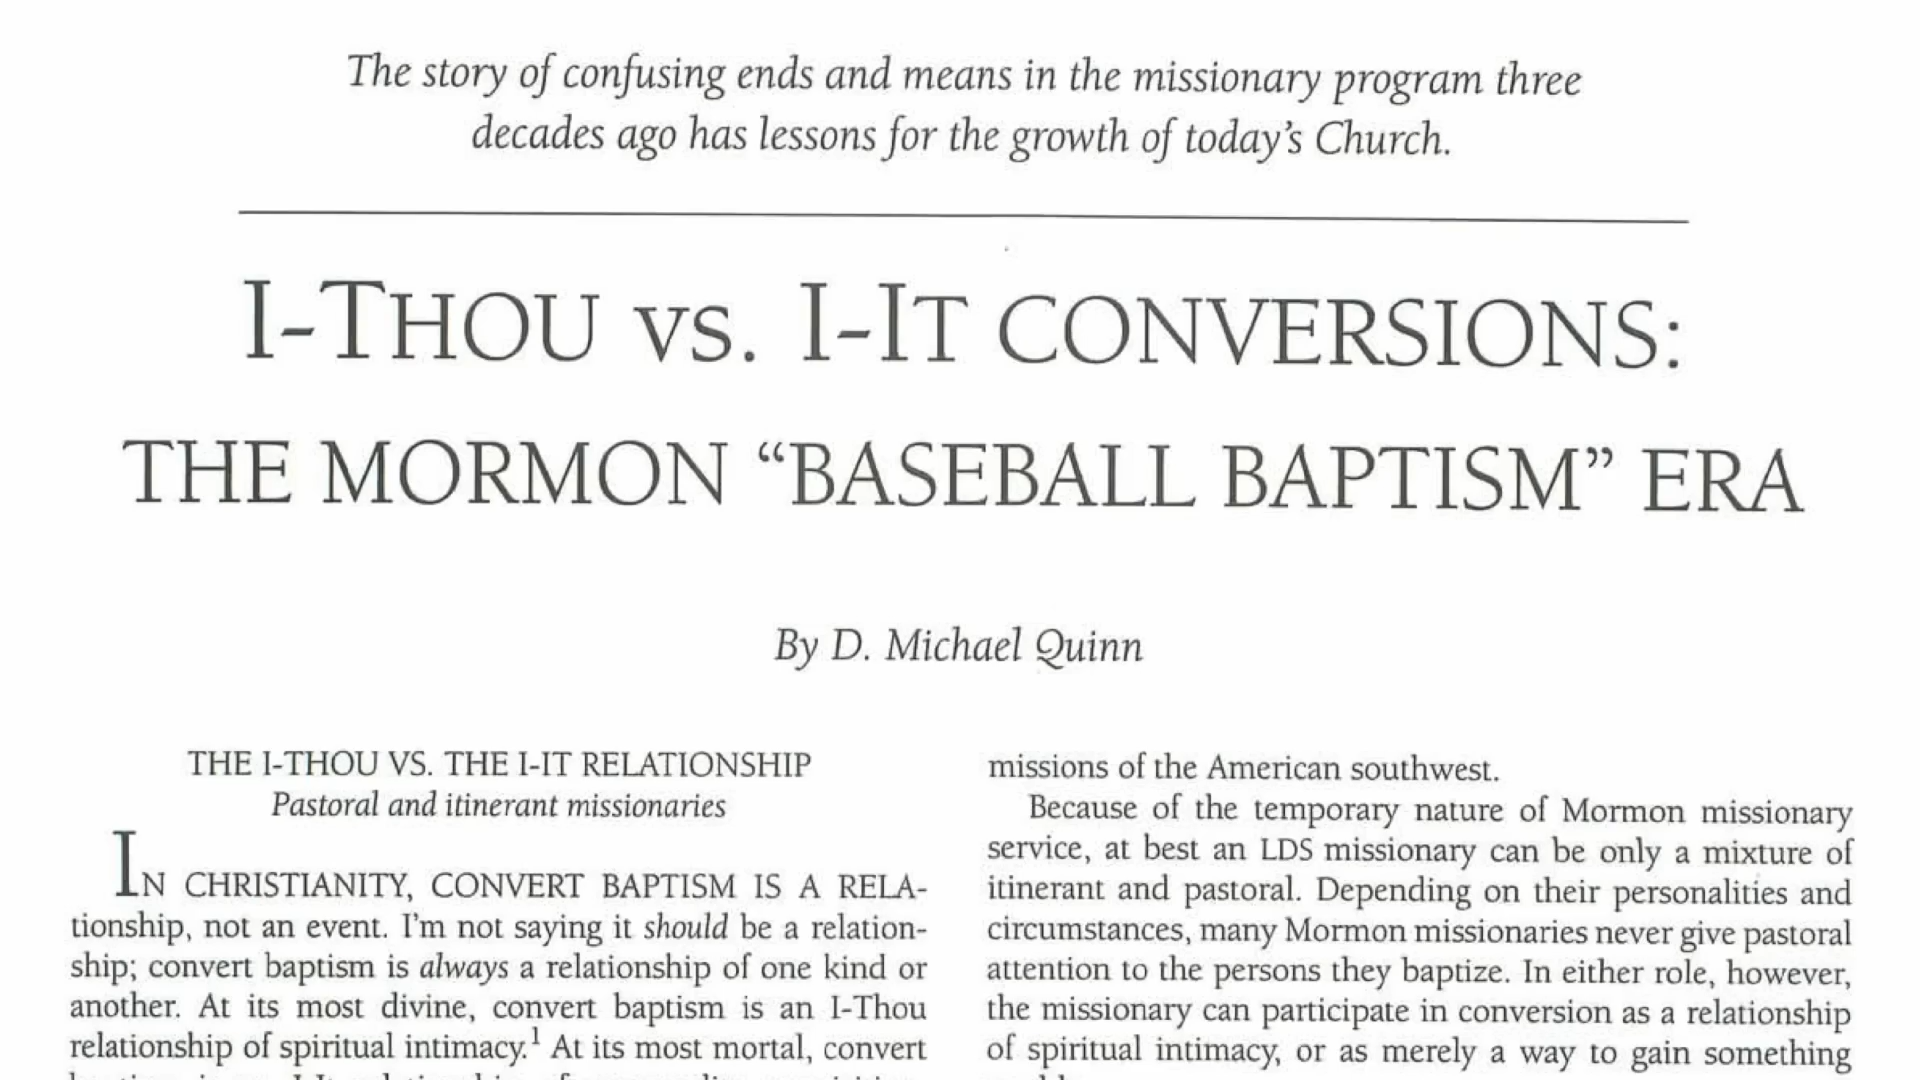 The story of confusing ends and means in the missionary program three
decades ago has lessons for the growth of today's Church.
I-THOU vs. I-IT CONVERSIONS:
THE MORMON “BASEBALL BAPTISM” ERA
By D. Michael Quinn
THE I-THOU VS. THE I-IT RELATIONSHIP
Pastoral and itinerant missionaries
IN CHRISTIANITY, CONVERT BAPTISM IS A RELA-
tionship, not an event. I'm not saying it should be a relation-
ship; convert baptism is always a relationship of one kind or
another. At its most divine, convert baptism is an I-Thou
relationship of spiritual intimacy.1 At its most mortal, convert
missions of the American southwest.
Because of the temporary nature of Mormon missionary
service, at best an LDS missionary can be only a mixture of
itinerant and pastoral. Depending on their personalities and
circumstances, many Mormon missionaries never give pastoral
attention to the persons they baptize. In either role, however,
the missionary can participate in conversion as a relationship
of spiritual intimacy, or as merely a way to gain something